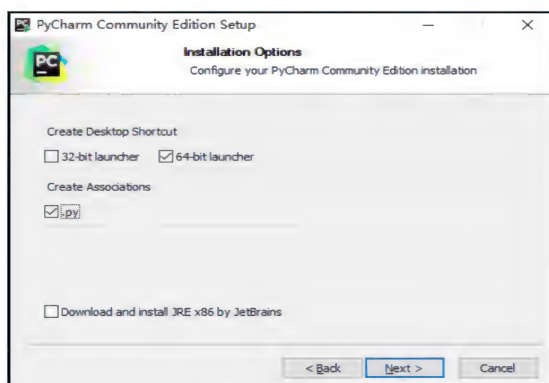 PyCharm Community Edition Setup
PC
Installation Options
Configure your PyCharm Community Edition installation
Create Desktop Shortcut
32-bit launcher 64-bit launcher
Create Associations
.py
Download and install JRE x86 by JetBrains
< Back Next > Cancel